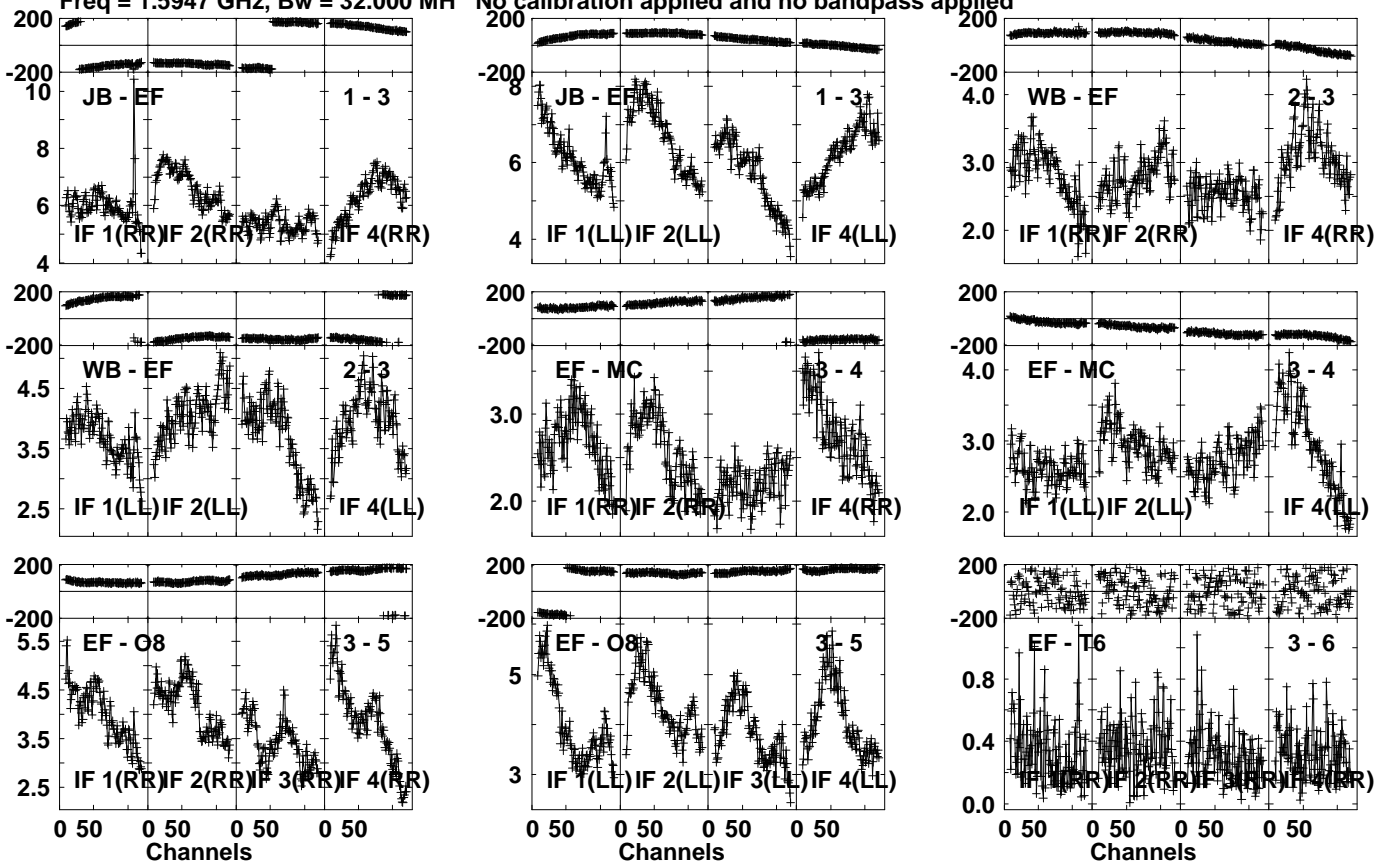 Freq = 1.5947 GHz, Bw = 32.000 MH   No calibration applied and no bandpass applied
200
-200
10
8
6
4
JB - EF 1 - 3
IF 1(RR) IF 2(RR) IF 4(RR)
8
6
4
JB - EF 1 - 3
IF 1(LL) IF 2(LL) IF 4(LL)
200
-200
4.0
3.0
2.0
WB - EF 2 - 3
IF 1(RR) IF 2(RR) IF 4(RR)
200
-200
4.5
3.5
2.5
WB - EF 2 - 3
IF 1(LL) IF 2(LL) IF 4(LL)
200
-200
3.0
2.0
EF - MC 3 - 4
IF 1(RR) IF 2(RR) IF 4(RR)
200
-200
4.0
3.0
2.0
EF - MC 3 - 4
IF 1(LL) IF 2(LL) IF 4(LL)
200
-200
5.5
4.5
3.5
2.5
EF - O8 3 - 5
IF 1(RR) IF 2(RR) IF 3(RR) IF 4(RR)
0 50 0 50 0 50 0 50
Channels
200
-200
5
3
EF - O8 3 - 5
IF 1(LL) IF 2(LL) IF 3(LL) IF 4(LL)
0 50 0 50 0 50 0 50
Channels
200
-200
0.8
0.4
0.0
EF - T6 3 - 6
IF 1(RR) IF 2(RR) IF 3(RR) IF 4(RR)
0 50 0 50 0 50 0 50
Channels